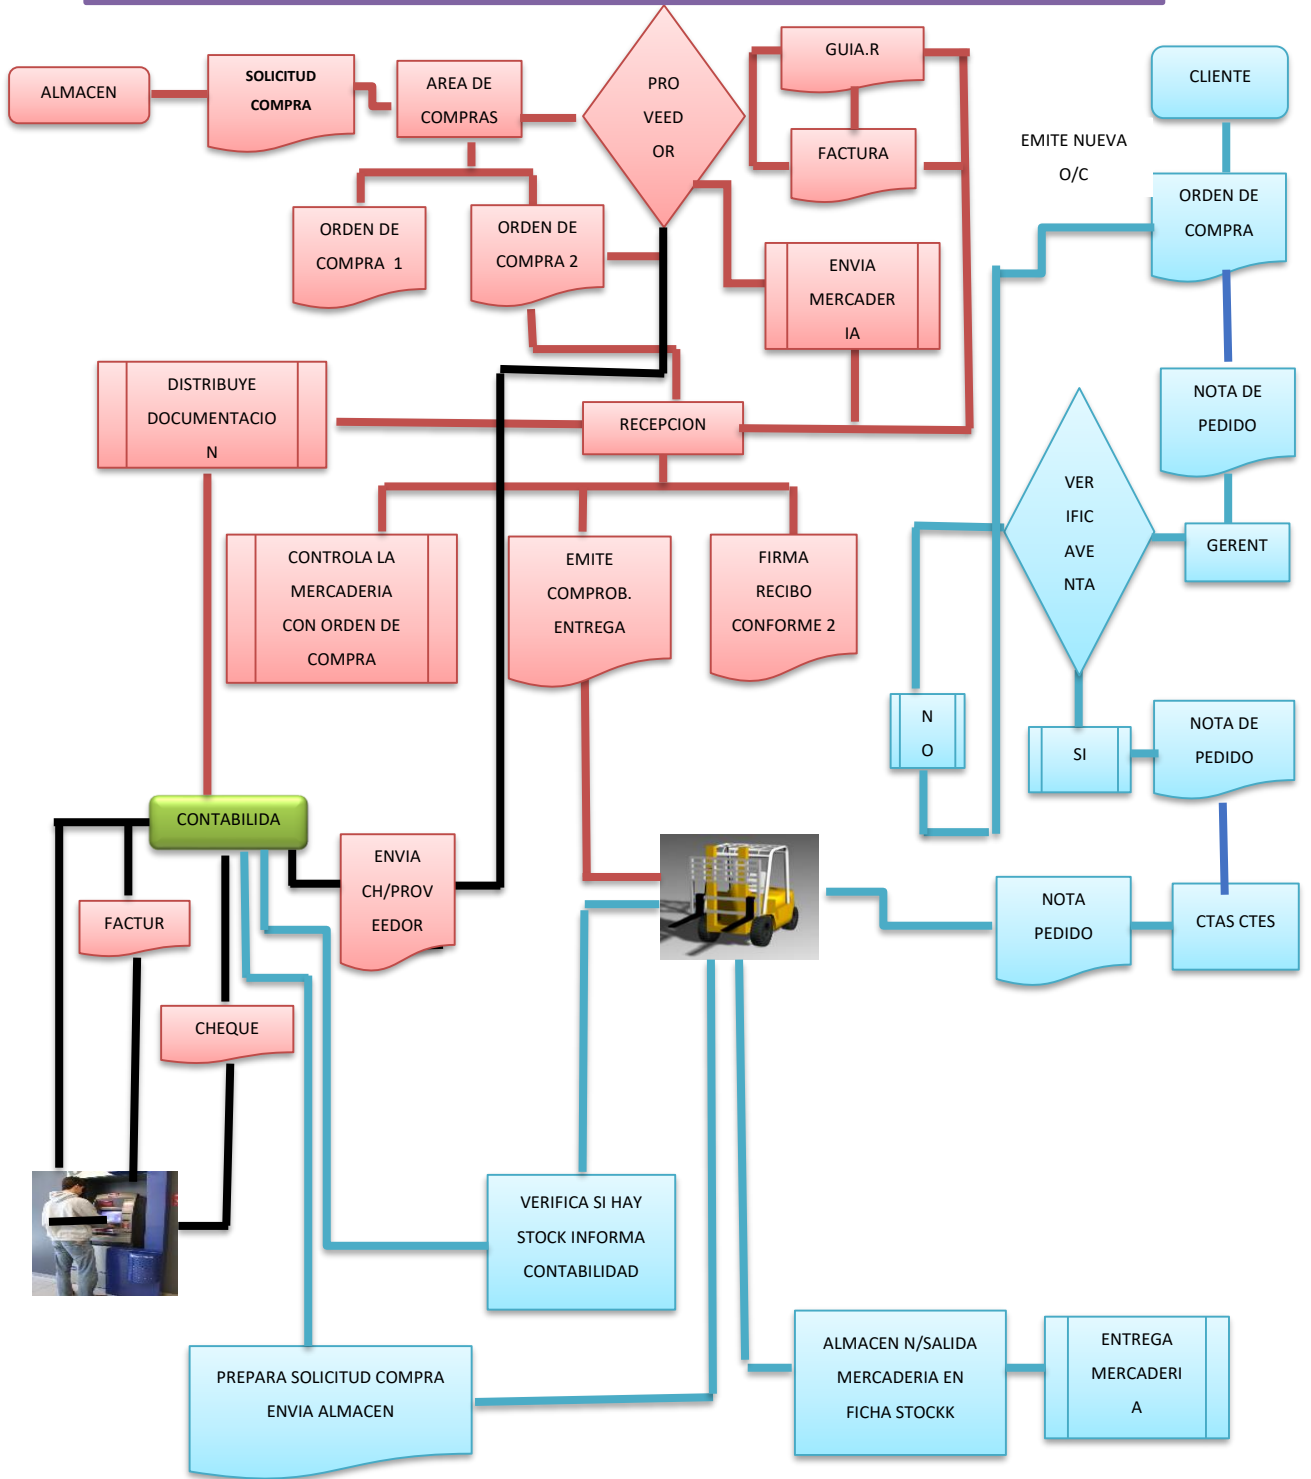 ALMACEN
SOLICITUD
COMPRA
AREA DE
COMPRAS
PRO
VEED
OR
GUIA.R
FACTURA
CLIENTE
EMITE NUEVA
O/C
ORDEN DE
COMPRA
ORDEN DE
COMPRA 1
ORDEN DE
COMPRA 2
ENVIA
MERCADER
IA
DISTRIBUYE
DOCUMENTACIO
N
RECEPCION
NOTA DE
PEDIDO
VER
IFIC
AVE
NTA
GERENT
CONTROLA LA
MERCADERIA
CON ORDEN DE
COMPRA
EMITE
COMPROB.
ENTREGA
FIRMA
RECIBO
CONFORME 2
N
O
SI
NOTA DE
PEDIDO
CONTABILIDA
ENVIA
CH/PROV
EEDOR
FACTUR
NOTA
PEDIDO
CTAS CTES
CHEQUE
VERIFICA SI HAY
STOCK INFORMA
CONTABILIDAD
PREPARA SOLICITUD COMPRA
ENVIA ALMACEN
ALMACEN N/SALIDA
MERCADERIA EN
FICHA STOCKK
ENTREGA
MERCADERI
A